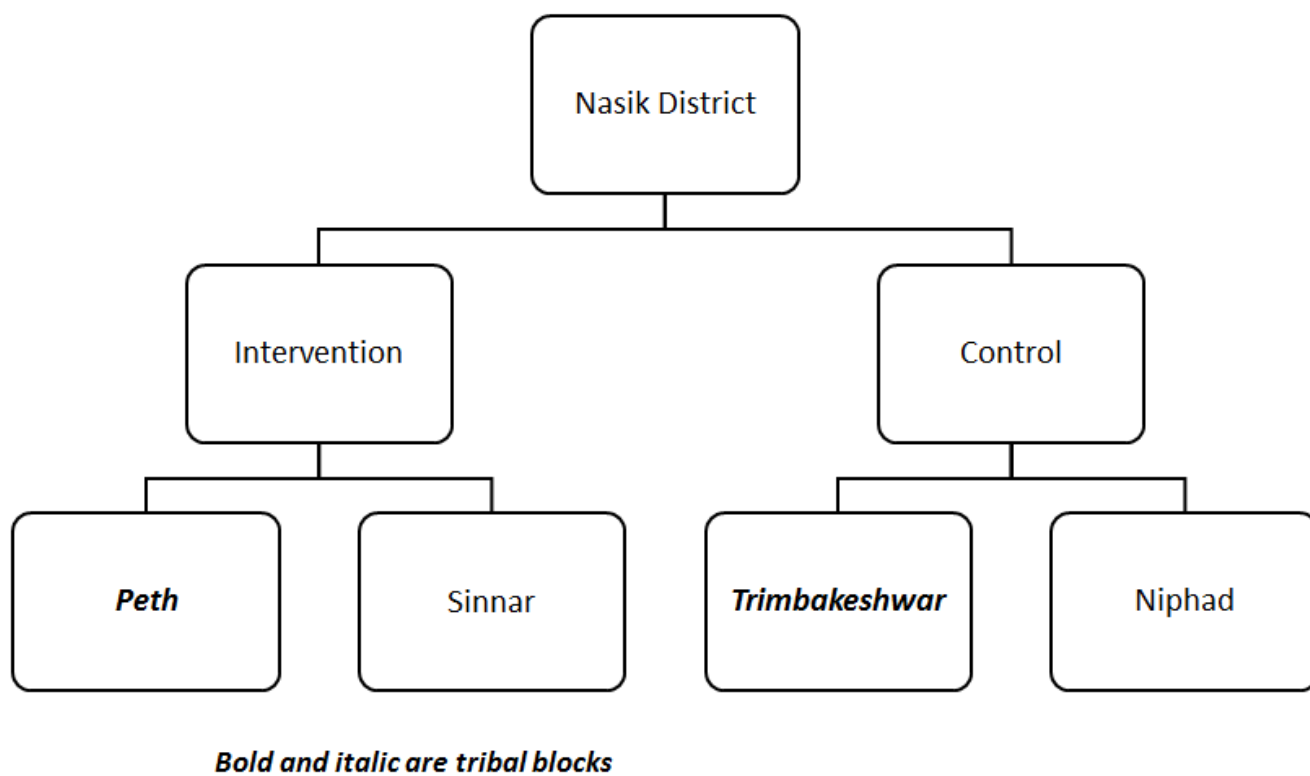 Nasik District
Intervention
Control
Peth
Sinnar
Trimbakeshwar
Niphad
Bold and italic are tribal blocks